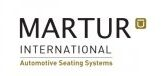 MARTUR
INTERNATIONAL
Automotive Seating Systems